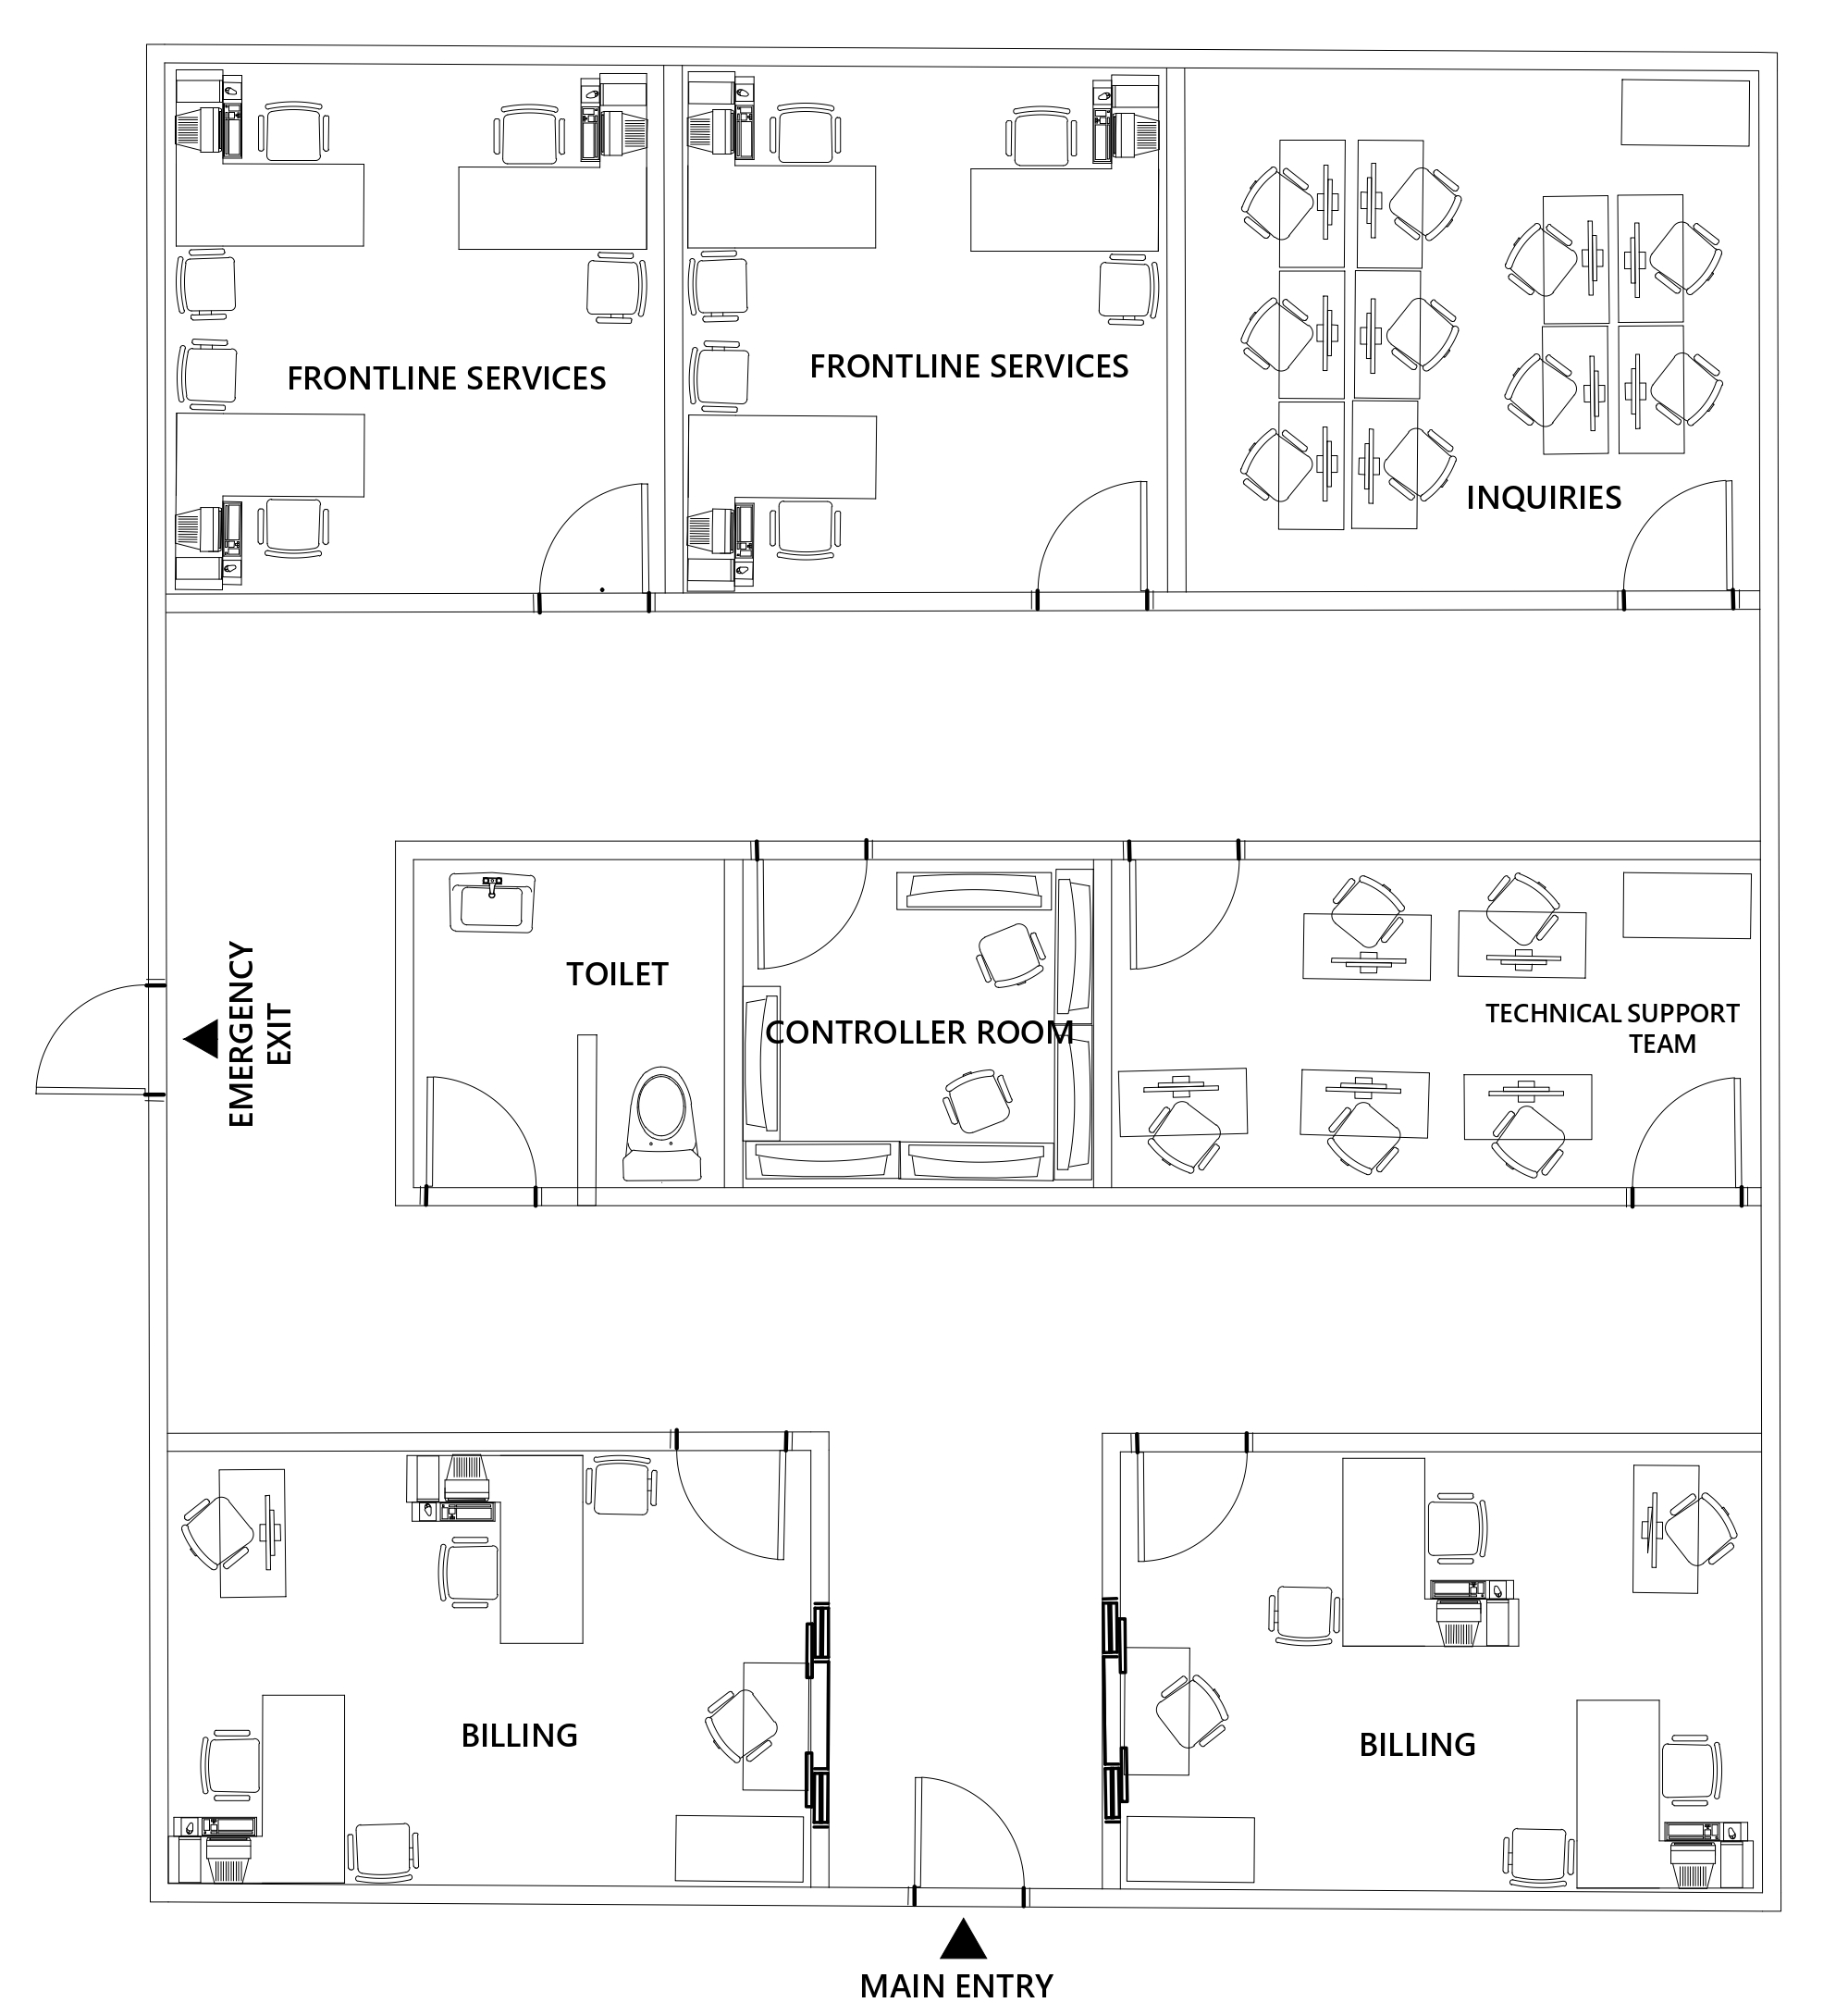 FRONTLINE SERVICES
FRONTLINE SERVICES
INQUIRIES
EMERGENCY
EXIT
TOILET
CONTROLLER ROOM
TECHNICAL SUPPORT
TEAM
BILLING
BILLING
MAIN ENTRY